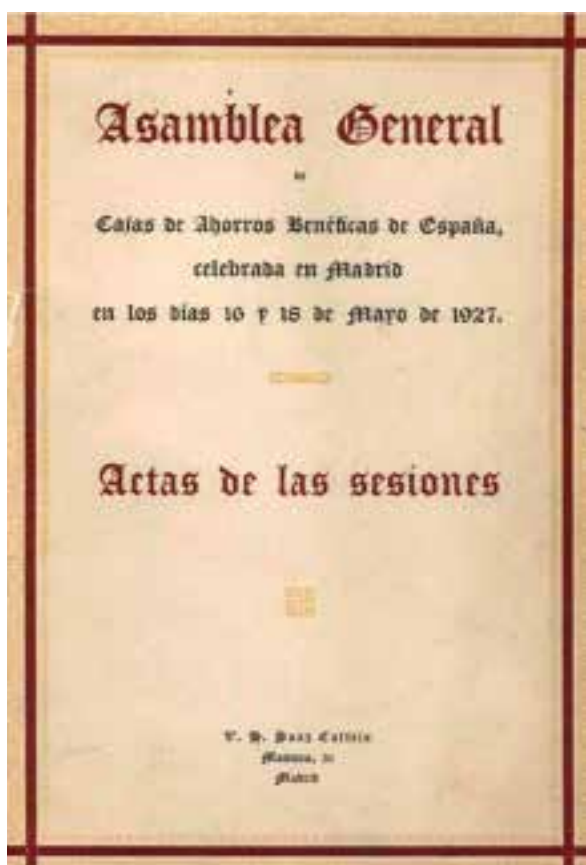 Asamblea General
de
Cajas de Ahorros Benéficas de España,
celebrada en Madrid
en los días 16 y 18 de Mayo de 1927.
Actas de las sesiones
V. H. Sanz Calleja
Madrid